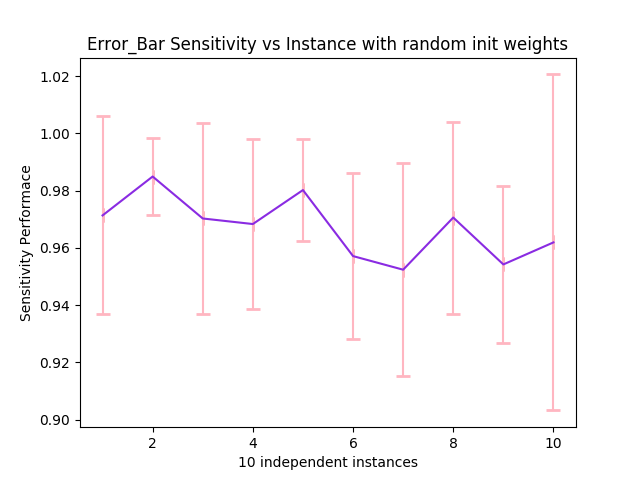 Error_Bar Sensitivity vs Instance with random init weights
1.02
1.00
0.98
0.96
0.94
0.92
0.90
Sensitivity Performace
2 4 6 8 10
10 independent instances